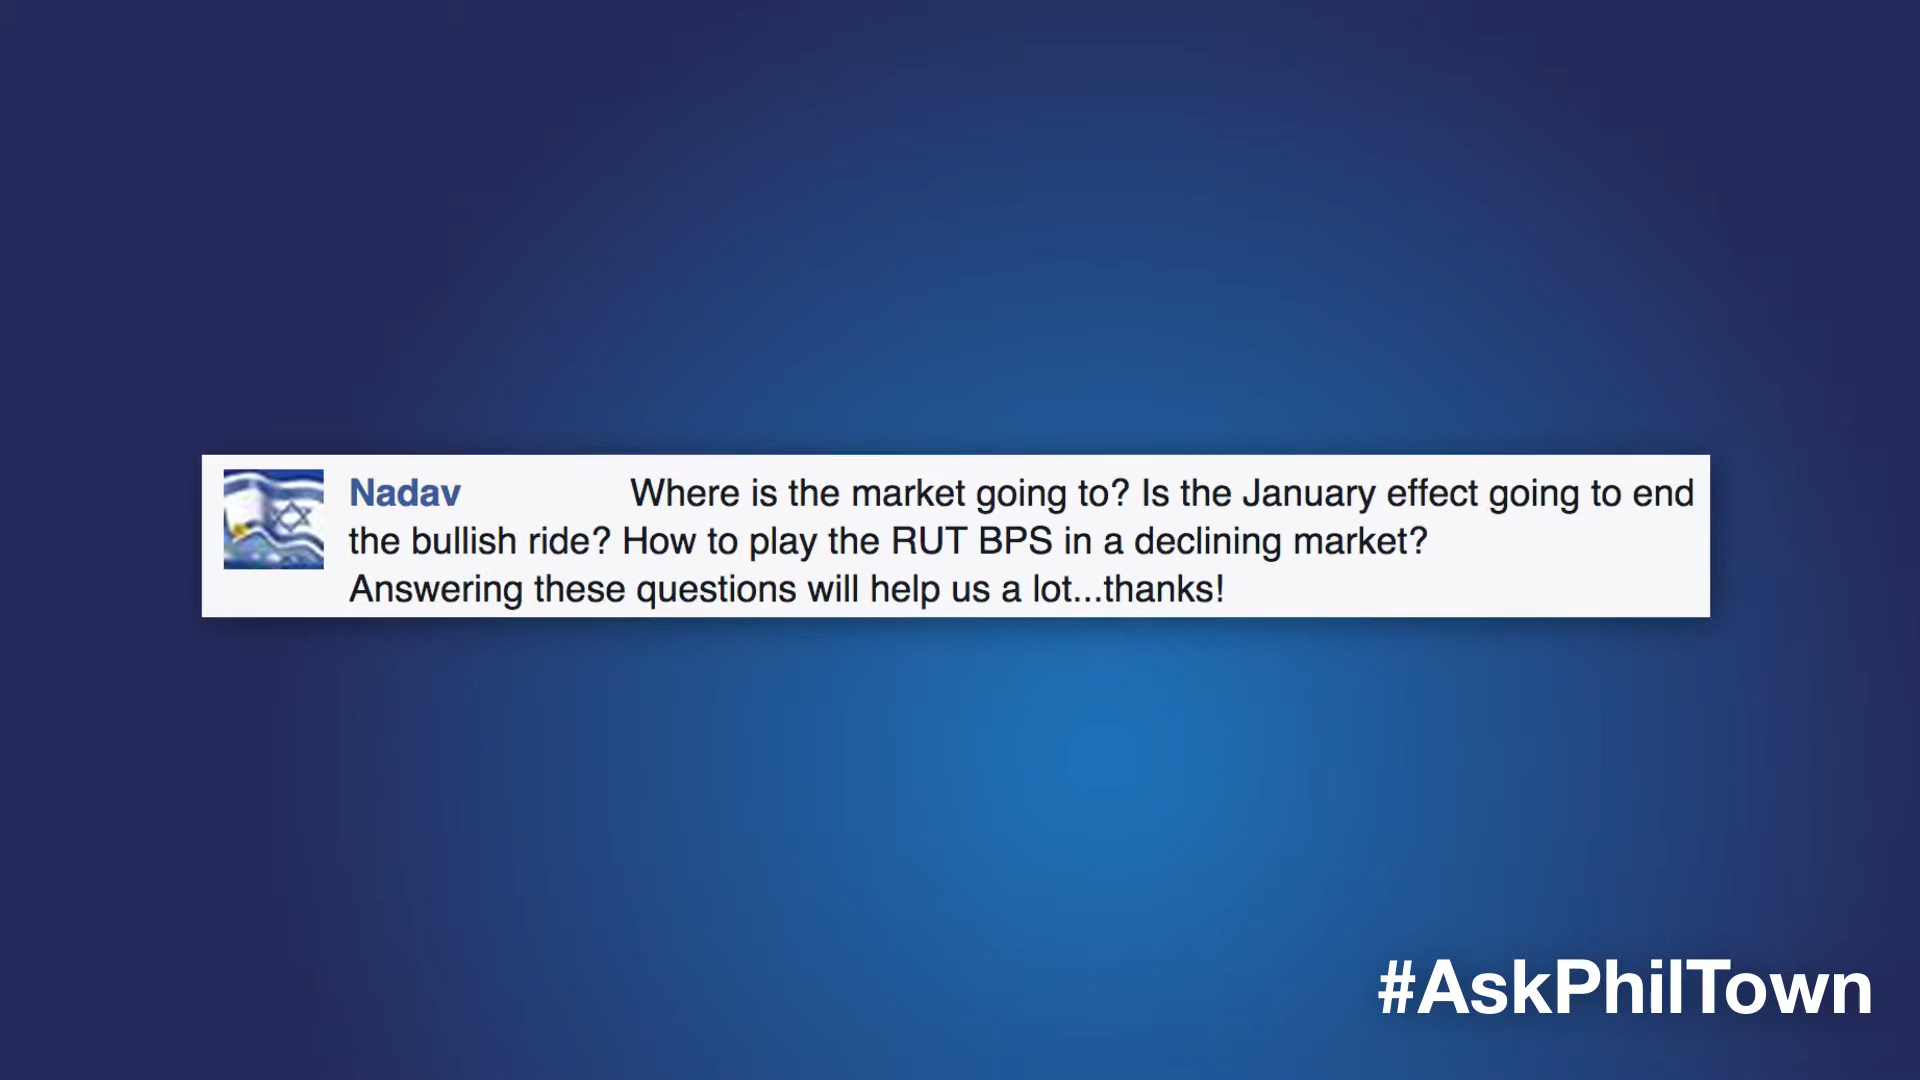 Nadav Where is the market going to? Is the January effect going to end
the bullish ride? How to play the RUT BPS in a declining market?
Answering these questions will help us a lot...thanks!
#AskPhilTown